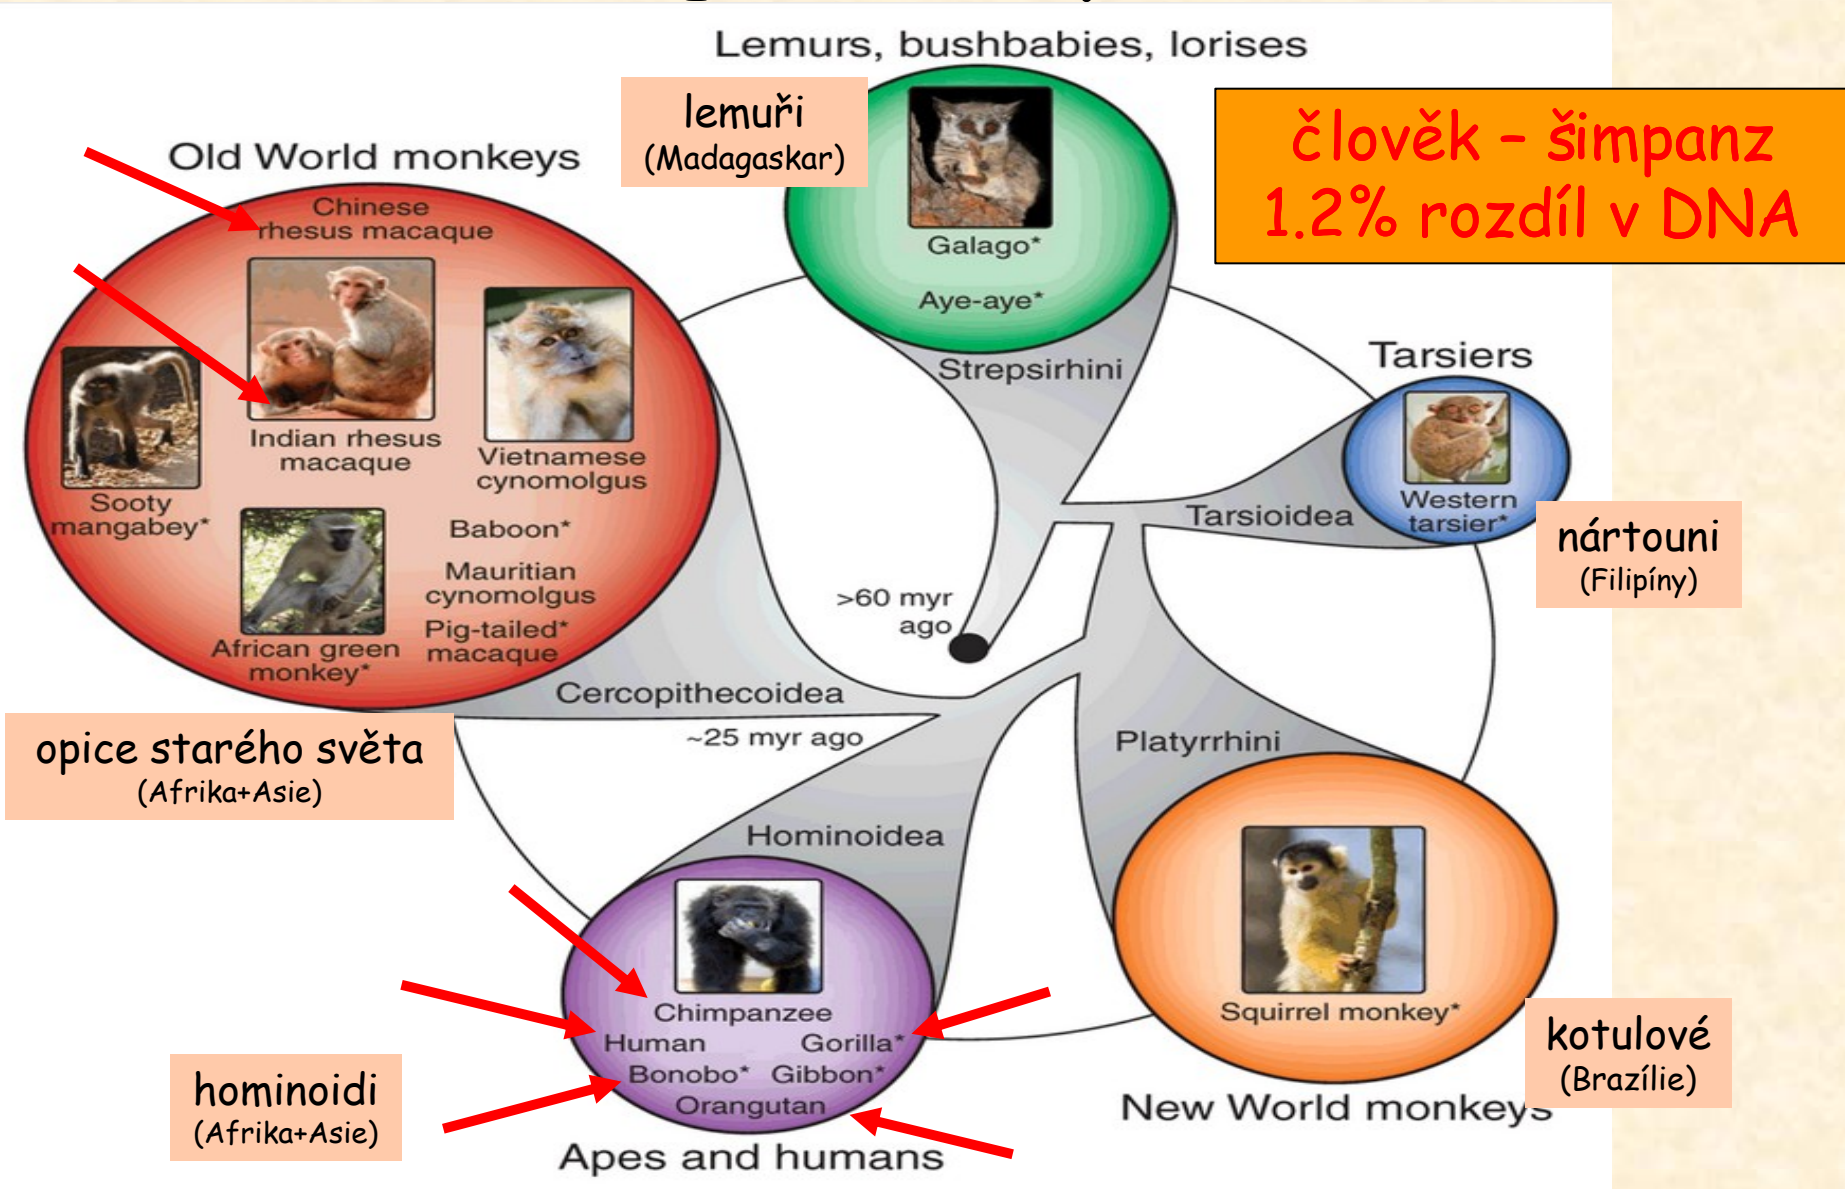 Lemurs, bushbabies, lorises
lemuři
(Madagaskar)
člověk – šimpanz
1.2% rozdíl v DNA
Old World monkeys
Chinese
rhesus macaque
Galago*
Aye-aye*
Strepsirhini
Tarsiers
Indian rhesus
macaque
Vietnamese
cynomolgus
Sooty
mangabey*
Baboon*
Mauritian
cynomolgus
Pig-tailed*
macaque
African green
monkey*
Tarsioidea
Western
tarsier*
nártouni
(Filipíny)
>60 myr
ago
Cercopithecoidea
~25 myr ago
opice starého světa
(Afrika+Asie)
Platyrrhini
Hominoidea
Chimpanzee
Human
Gorilla*
Bonobo*
Gibbon*
Orangutan
Squirrel monkey*
kotulové
(Brazílie)
hominoidi
(Afrika+Asie)
New World monkeys
Apes and humans